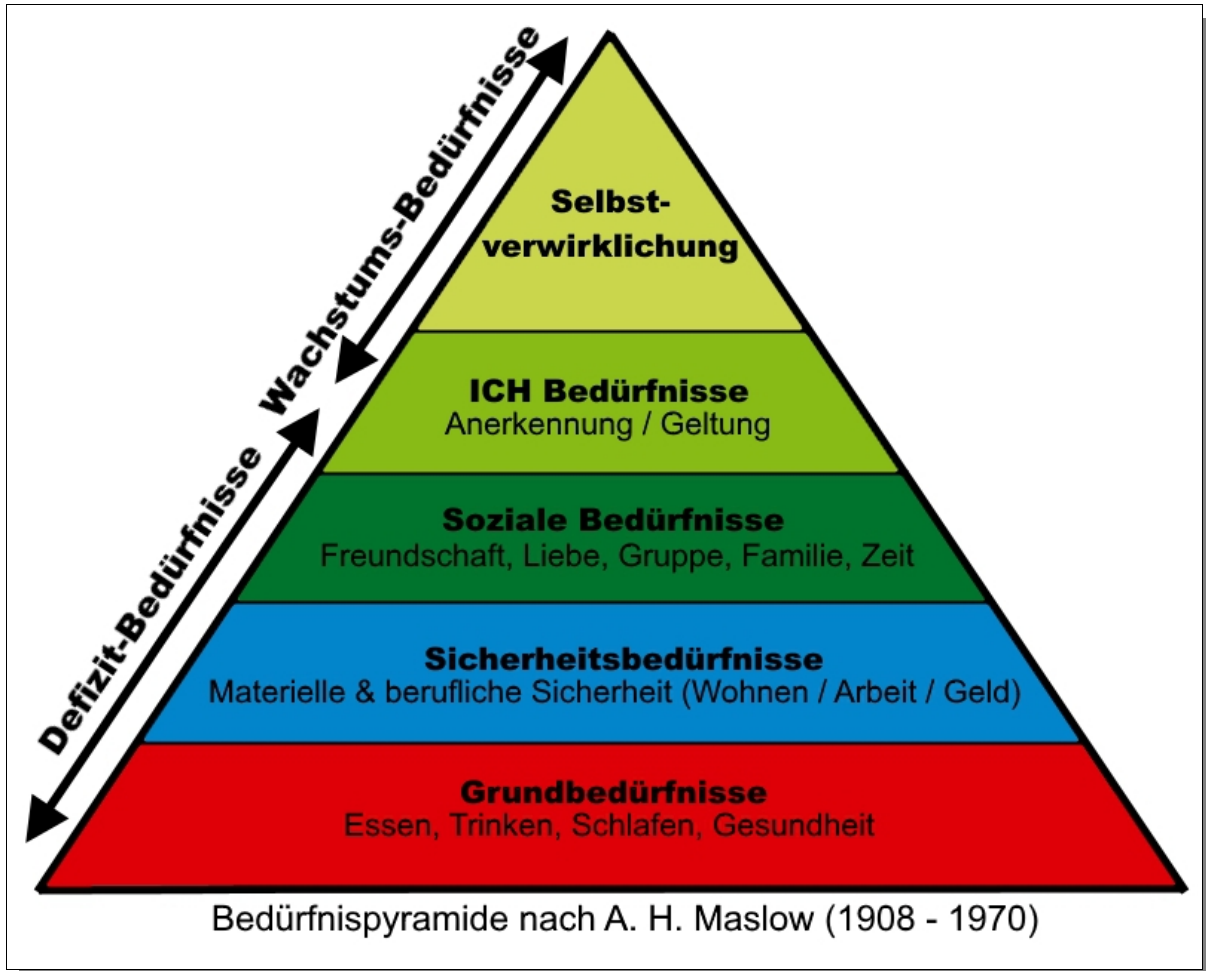 Wachstums-Bedürfnisse
Defizit-Bedürfnisse
Selbst-
verwirklichung
ICH Bedürfnisse
Anerkennung / Geltung
Soziale Bedürfnisse
Freundschaft, Liebe, Gruppe, Familie, Zeit
Sicherheitsbedürfnisse
Materielle & berufliche Sicherheit (Wohnen / Arbeit / Geld)
Grundbedürfnisse
Essen, Trinken, Schlafen, Gesundheit
Bedürfnispyramide nach A. H. Maslow (1908 - 1970)